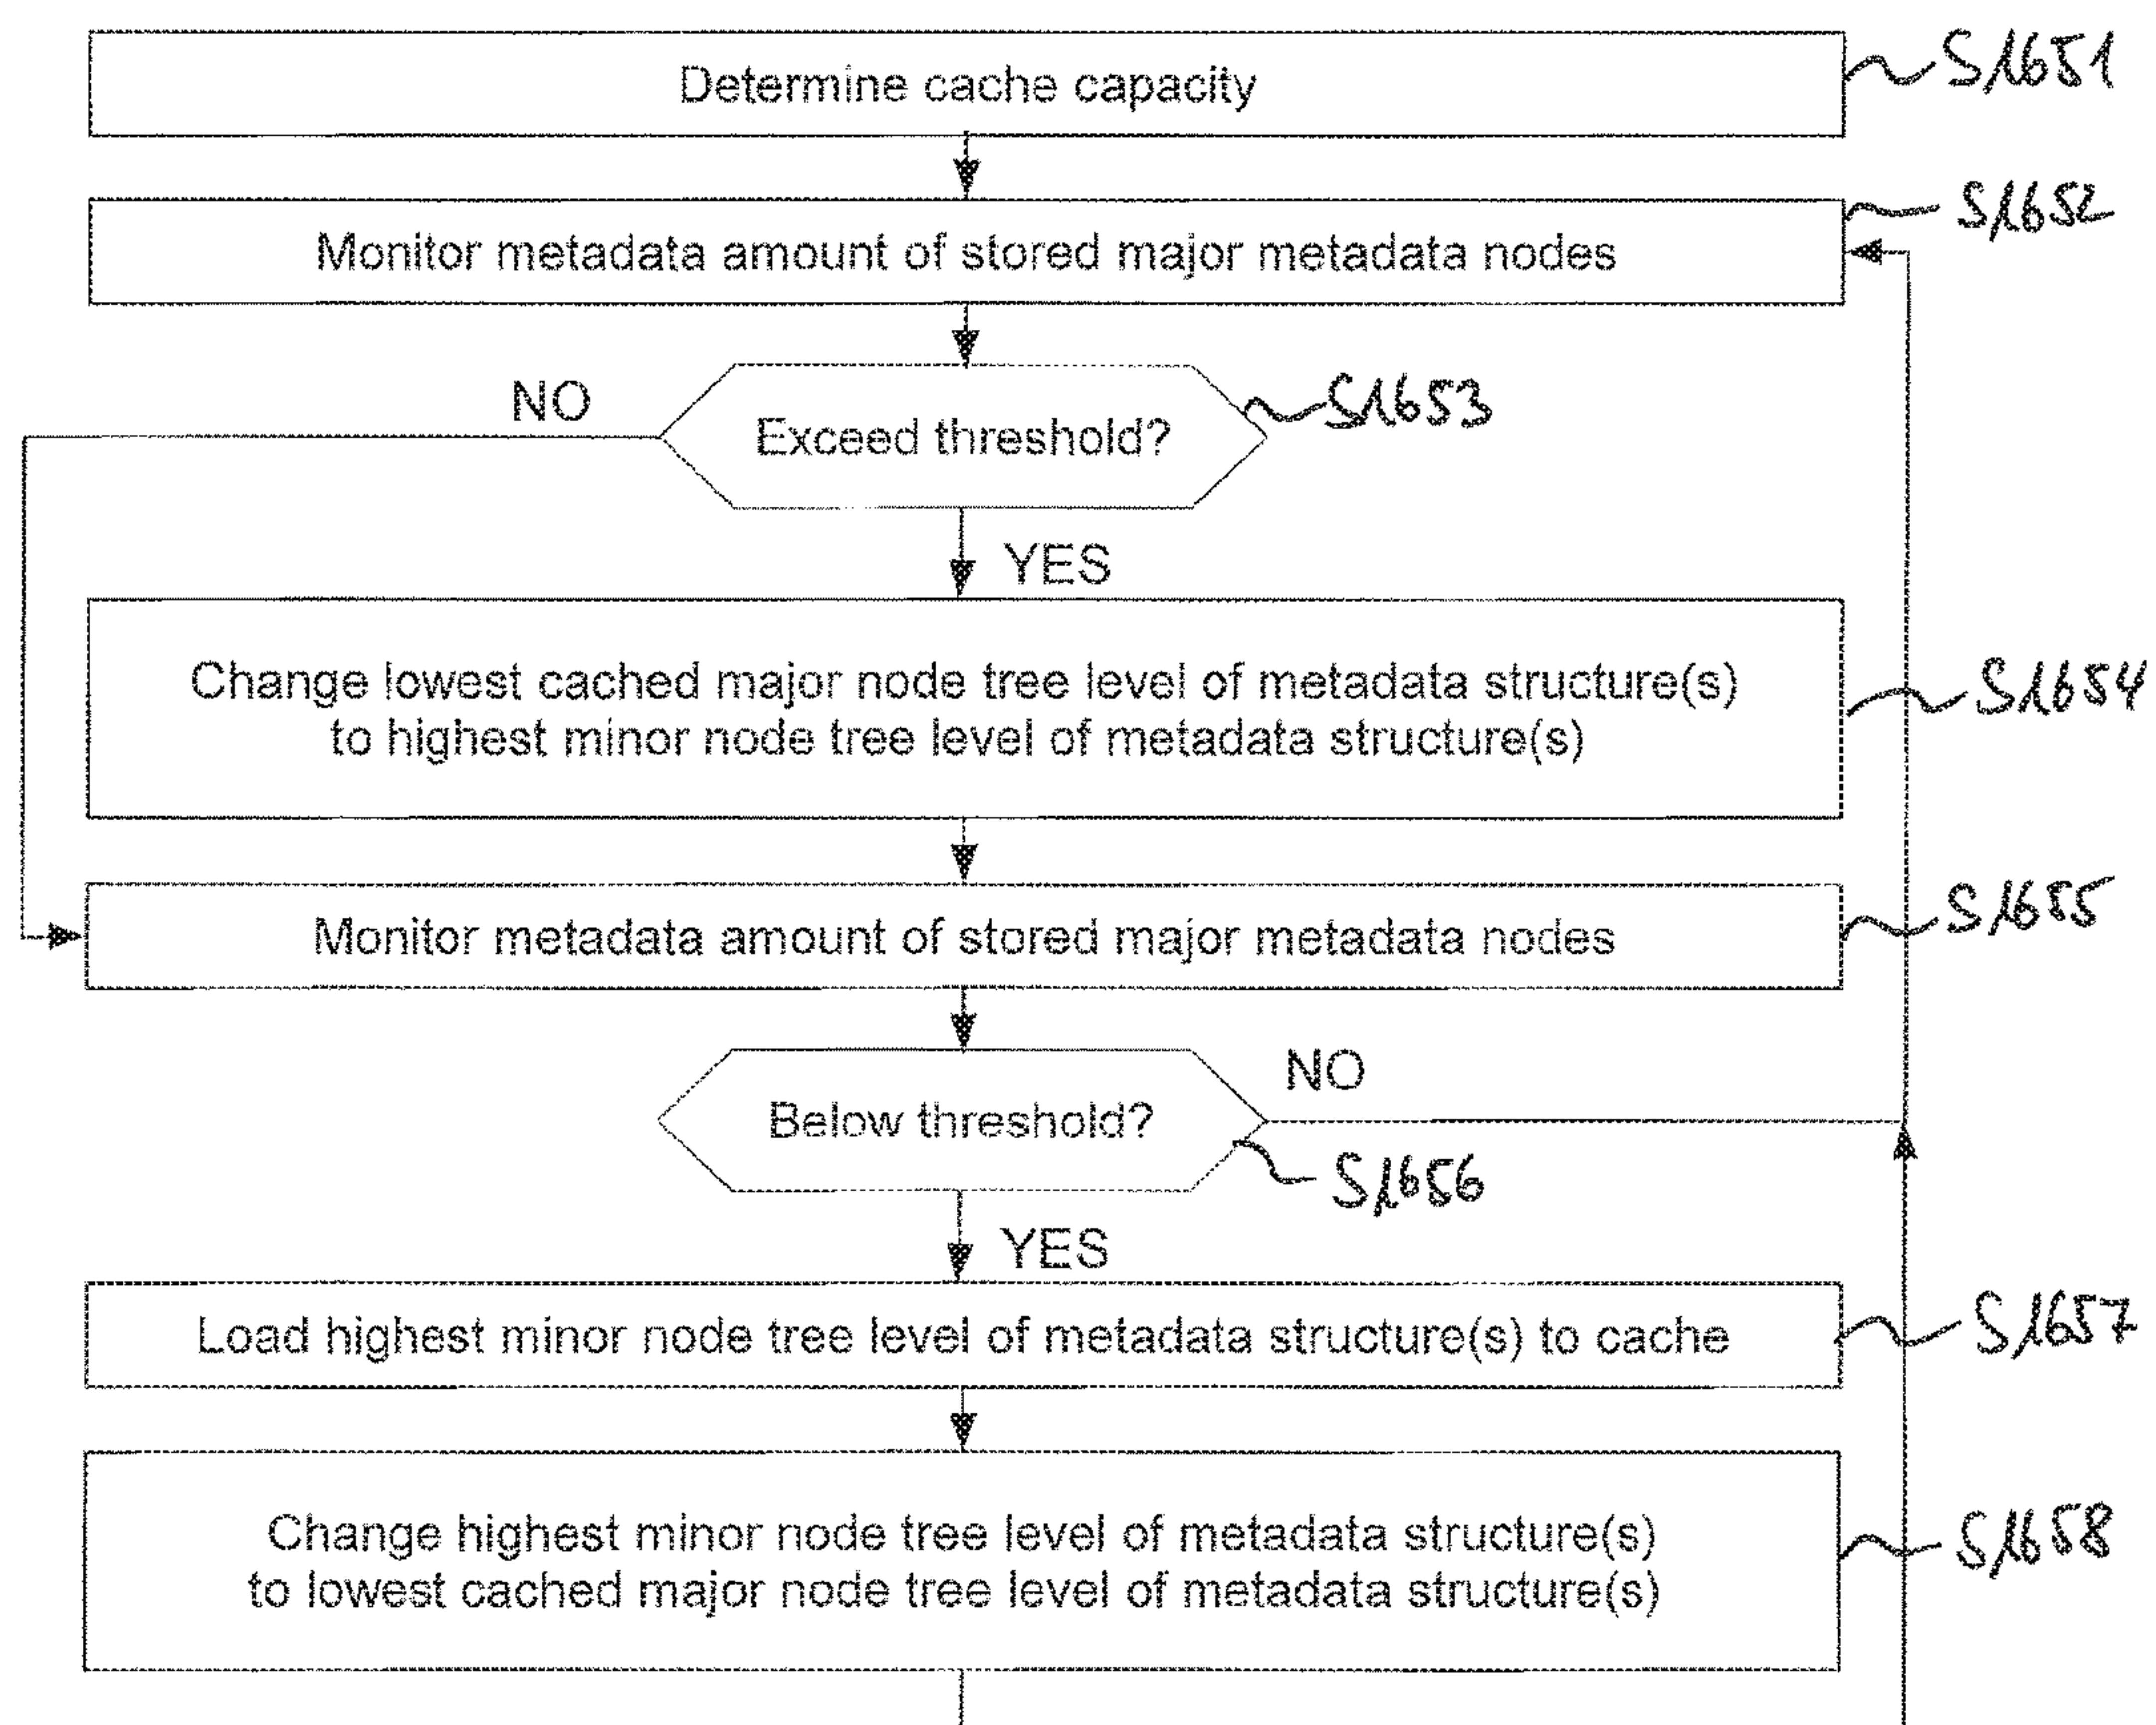 Determine cache capacity
S1651
S1652
Monitor metadata amount of stored major metadata nodes
NO
S1653
Exceed threshold?
YES
Change lowest cached major node tree level of metadata structure(s)
S1654
to highest minor node tree level of metadata structure(s)
S1655
Monitor metadata amount of stored major metadata nodes
NO
Below threshold?
S1656
YES
Load highest minor node tree level of metadata structure(s) to cache
S1657
Change highest minor node tree level of metadata structure(s)
S1658
to lowest cached major node tree level of metadata structure(s)